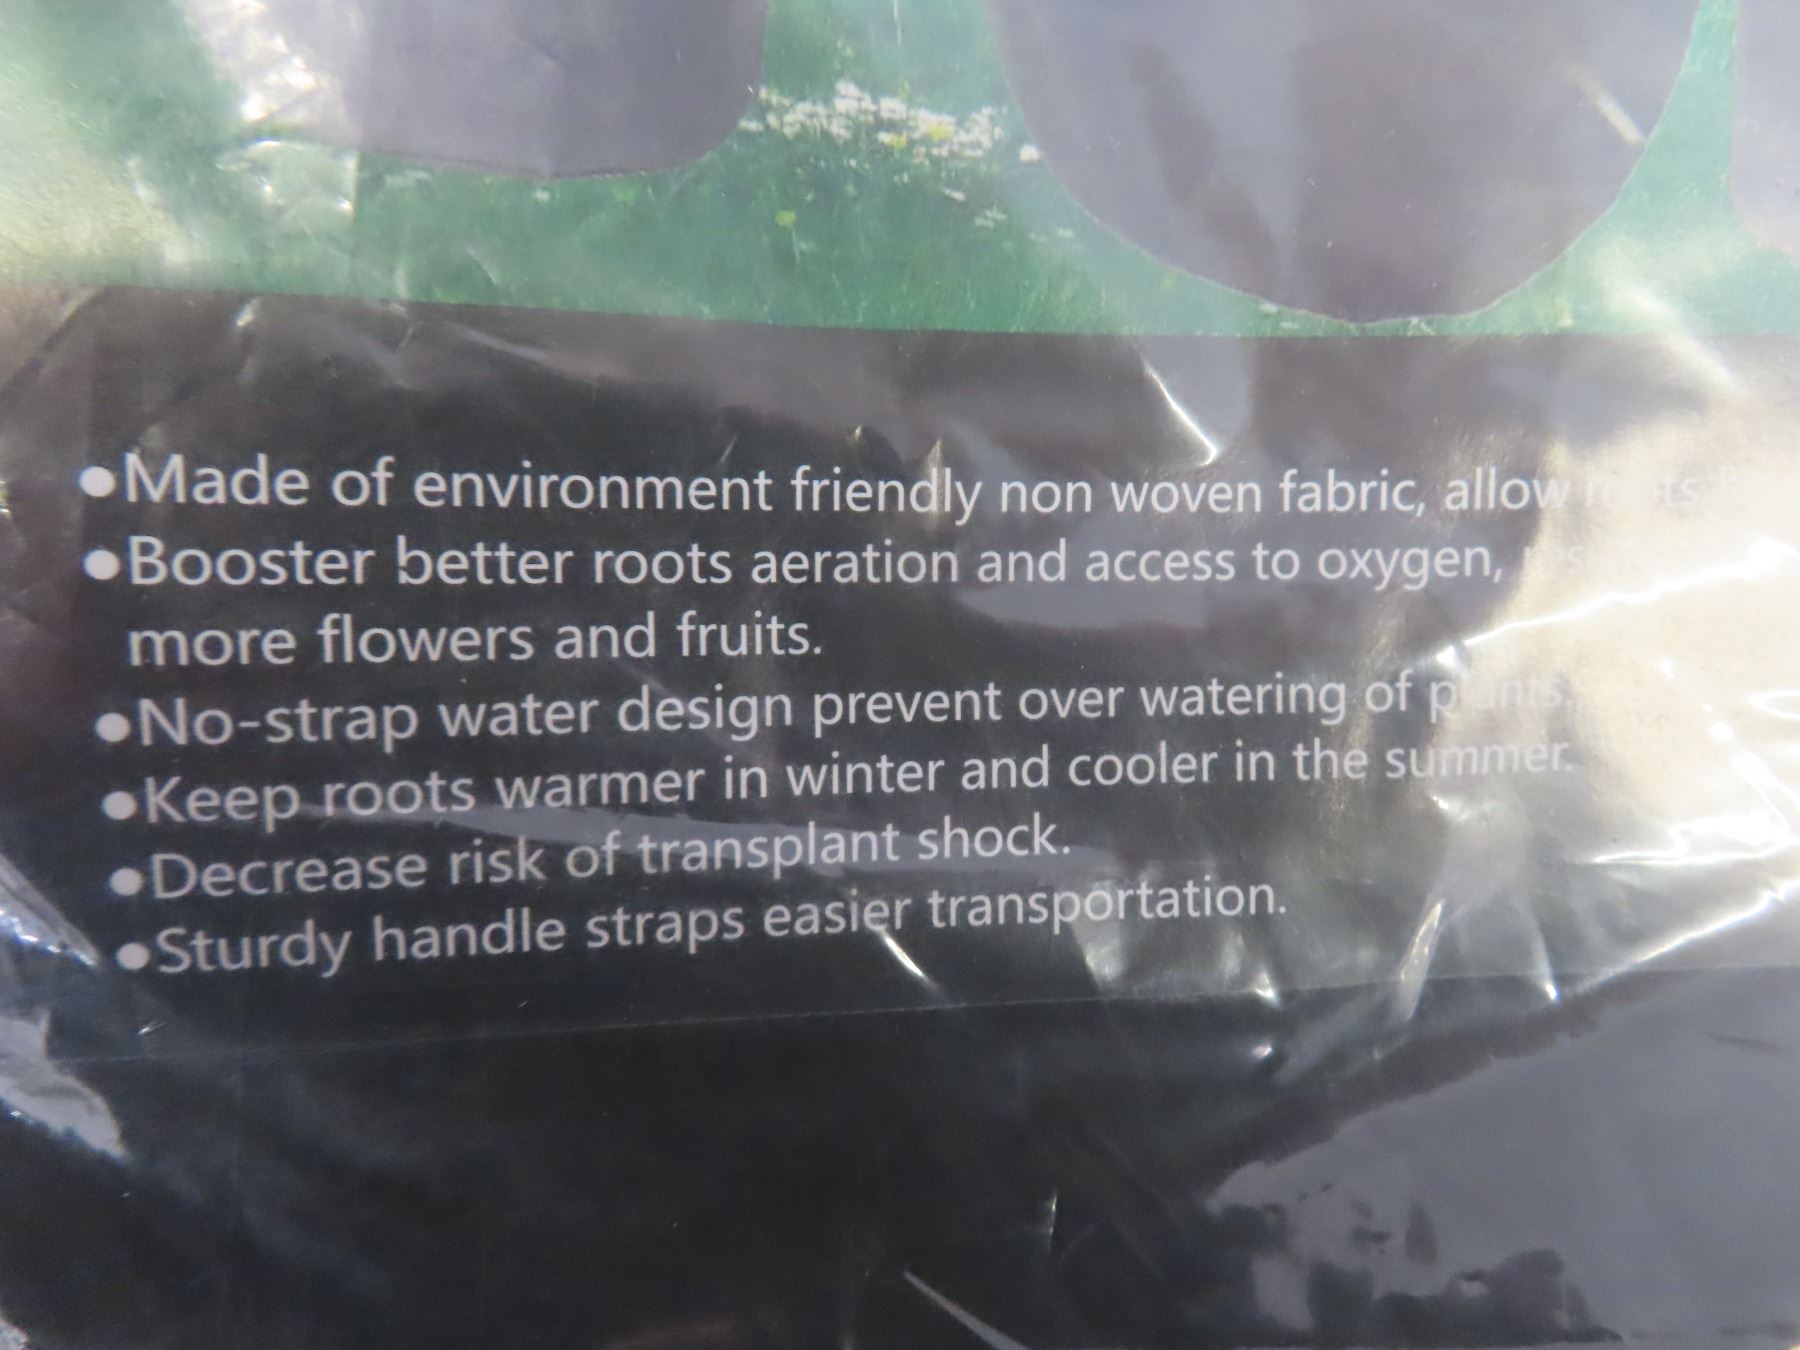 ●Made of environment friendly non woven fabric, allow
●Booster better roots aeration and access to oxygen,
more flowers and fruits.
●No-strap water design prevent over watering of plants.
●Keep roots warmer in winter and cooler in the summer.
●Decrease risk of transplant shock.
●Sturdy handle straps easier transportation.